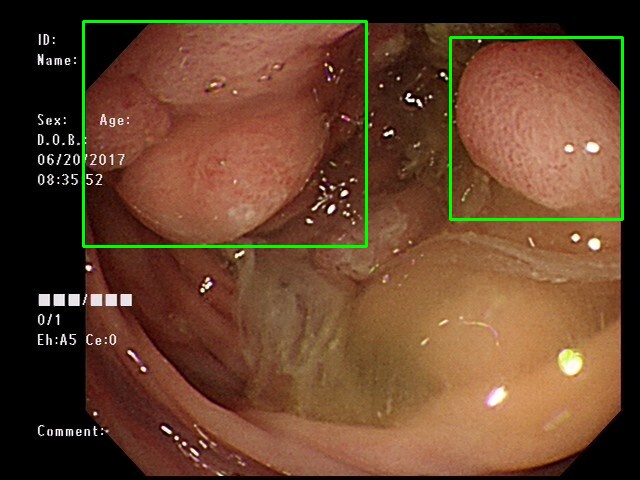 ID:
Name:
Sex: Age:
D.O.B.:
06/20/2017
08:35:52
■■■/■■■
0/1
Eh:A5 Ce:0
Comment: